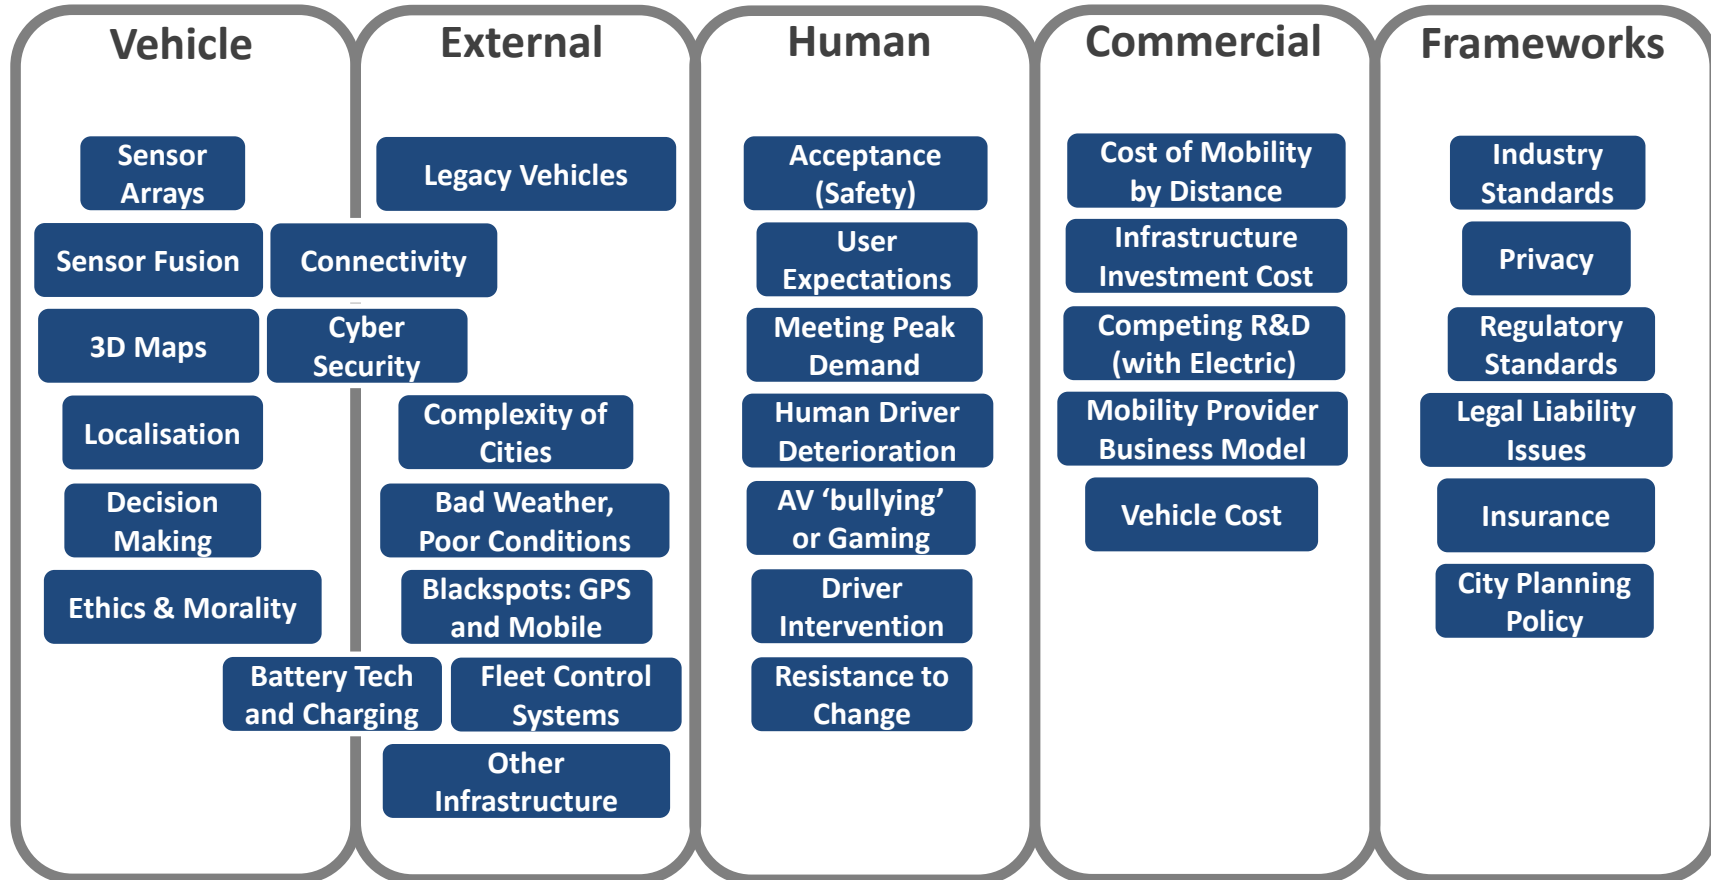 Vehicle
Sensor
Arrays
Sensor Fusion
3D Maps
Localisation
Decision
Making
Ethics & Morality
Connectivity
Cyber
Security
Battery Tech
and Charging
External
Legacy Vehicles
Complexity of
Cities
Bad Weather,
Poor Conditions
Blackspots: GPS
and Mobile
Fleet Control
Systems
Other
Infrastructure
Human
Acceptance
(Safety)
User
Expectations
Meeting Peak
Demand
Human Driver
Deterioration
AV ‘bullying’
or Gaming
Driver
Intervention
Resistance to
Change
Commercial
Cost of Mobility
by Distance
Infrastructure
Investment Cost
Competing R&D
(with Electric)
Mobility Provider
Business Model
Vehicle Cost
Frameworks
Industry
Standards
Privacy
Regulatory
Standards
Legal Liability
Issues
Insurance
City Planning
Policy